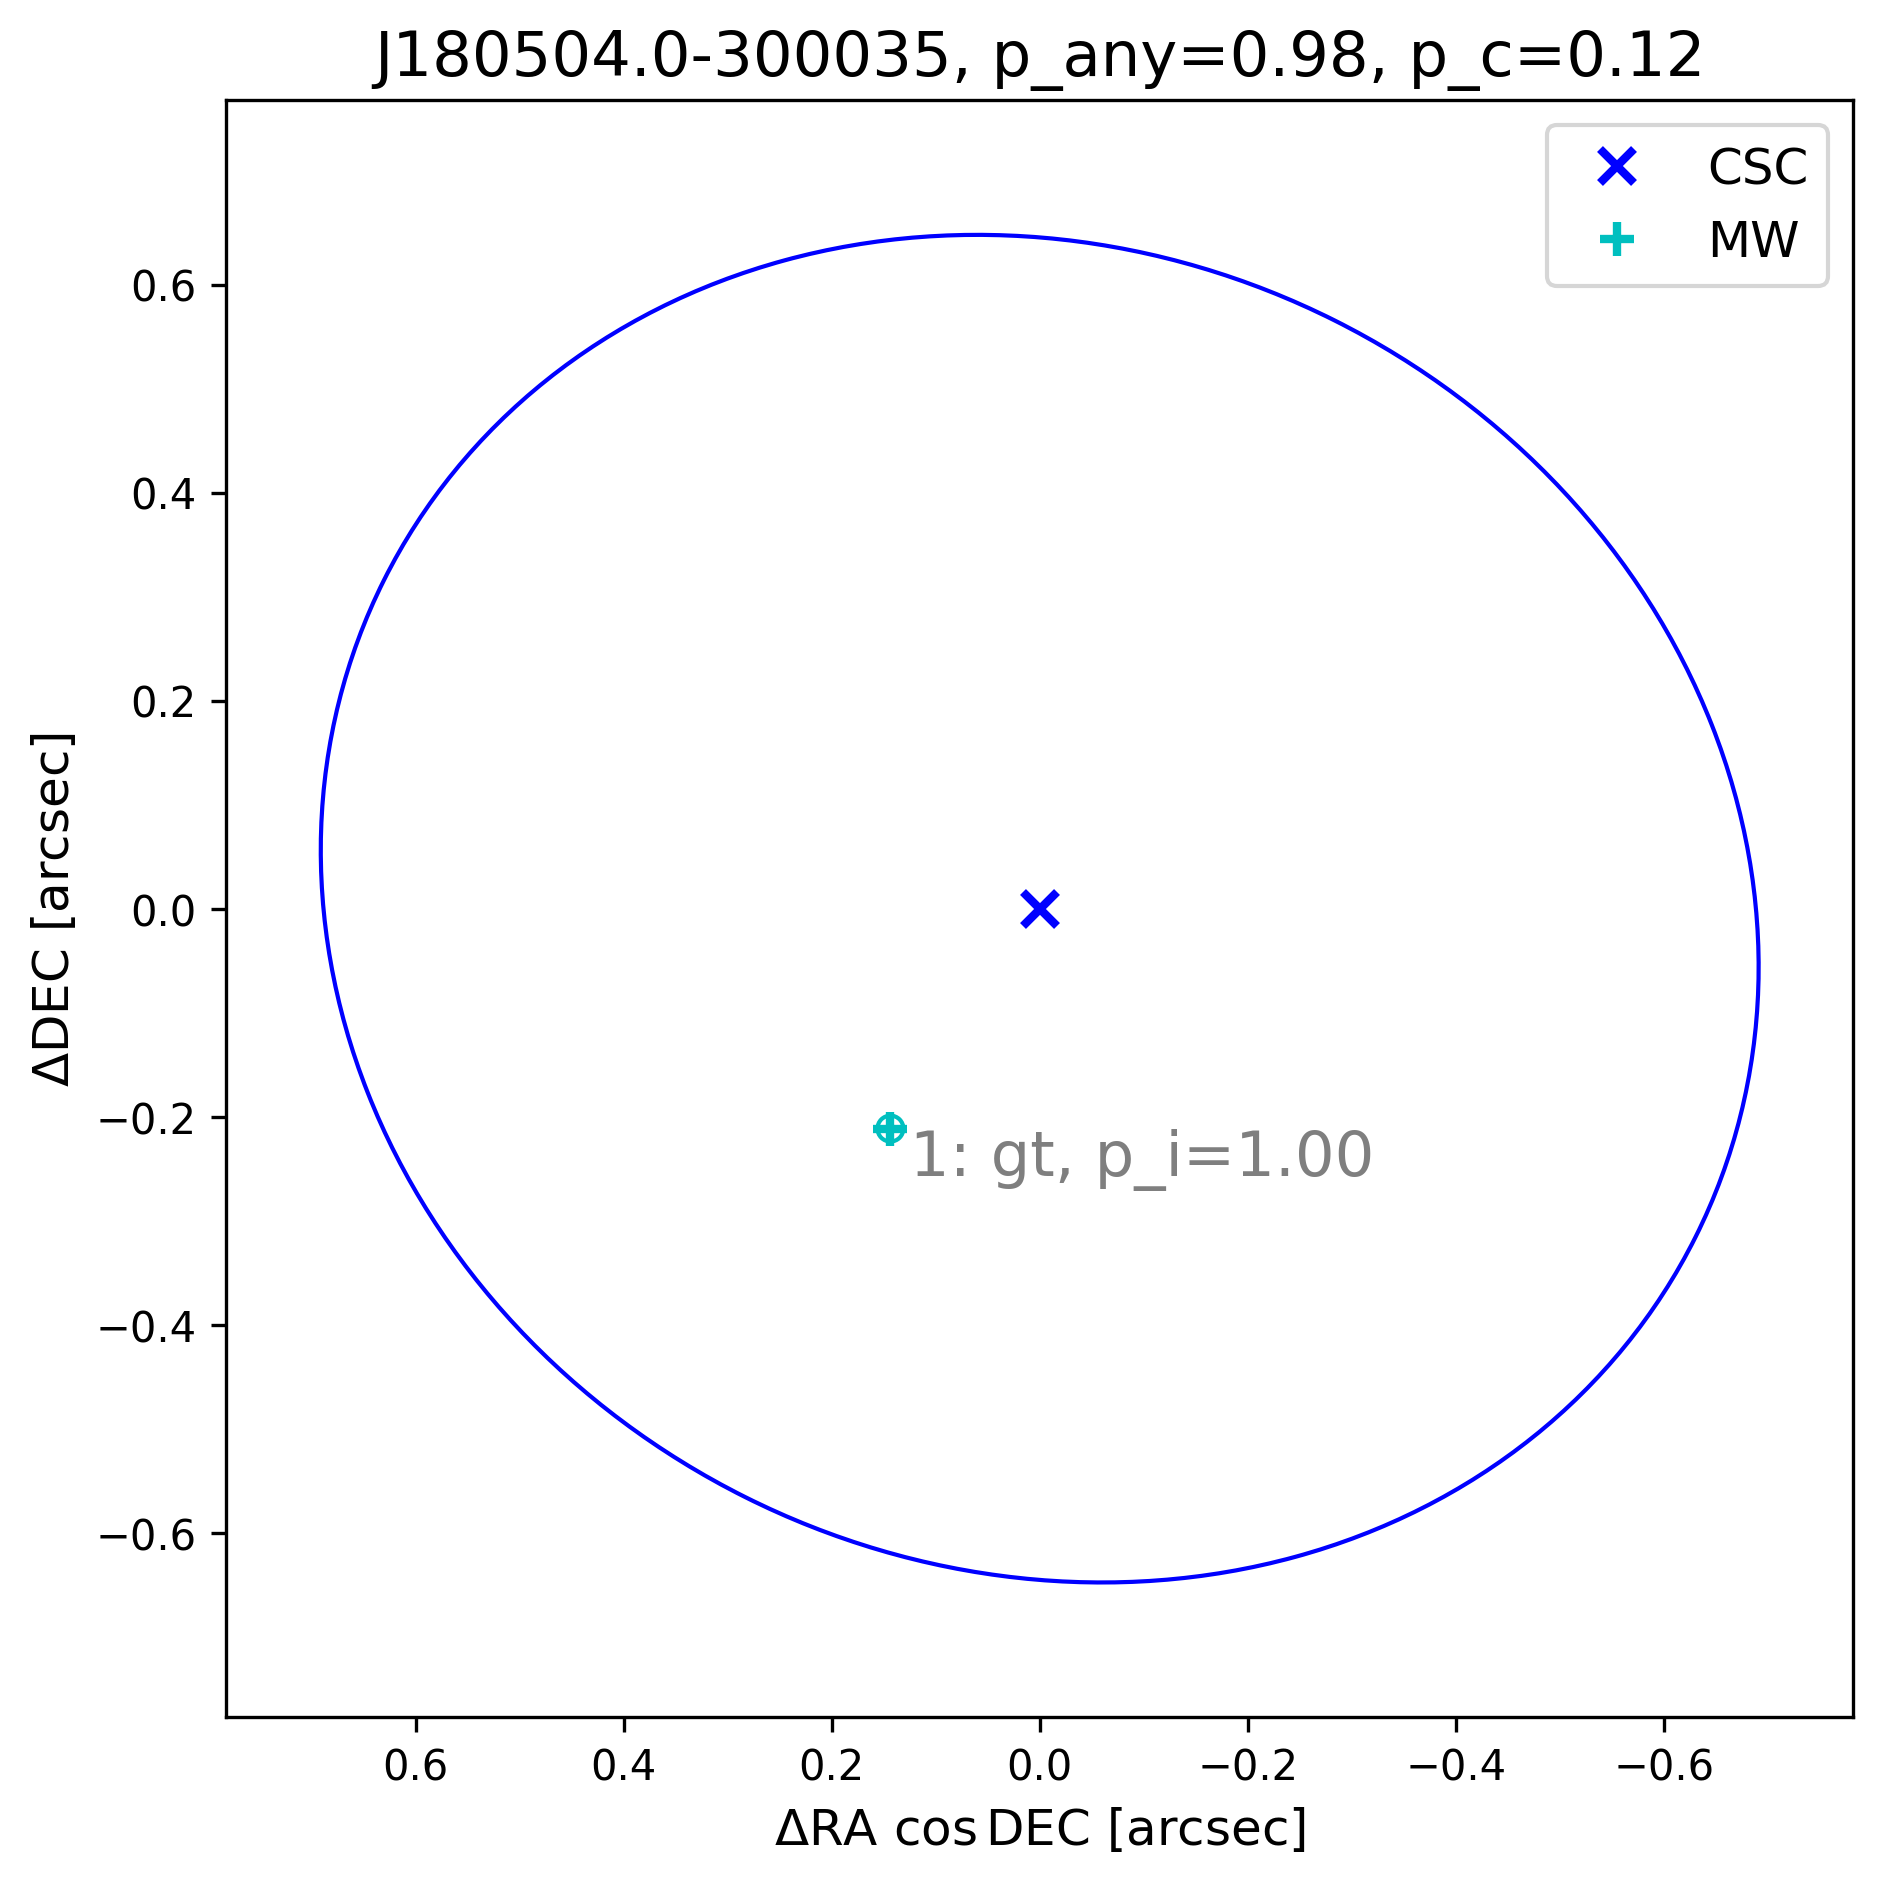 J180504.0-300035, p_any=0.98, p_c=0.12
CSC
MW
0.6
0.4
0.2
0.0
−0.2
−0.4
−0.6
ΔDEC [arcsec]
1: gt, p_i=1.00
0.6 0.4 0.2 0.0 −0.2 −0.4 −0.6
ΔRA cos DEC [arcsec]